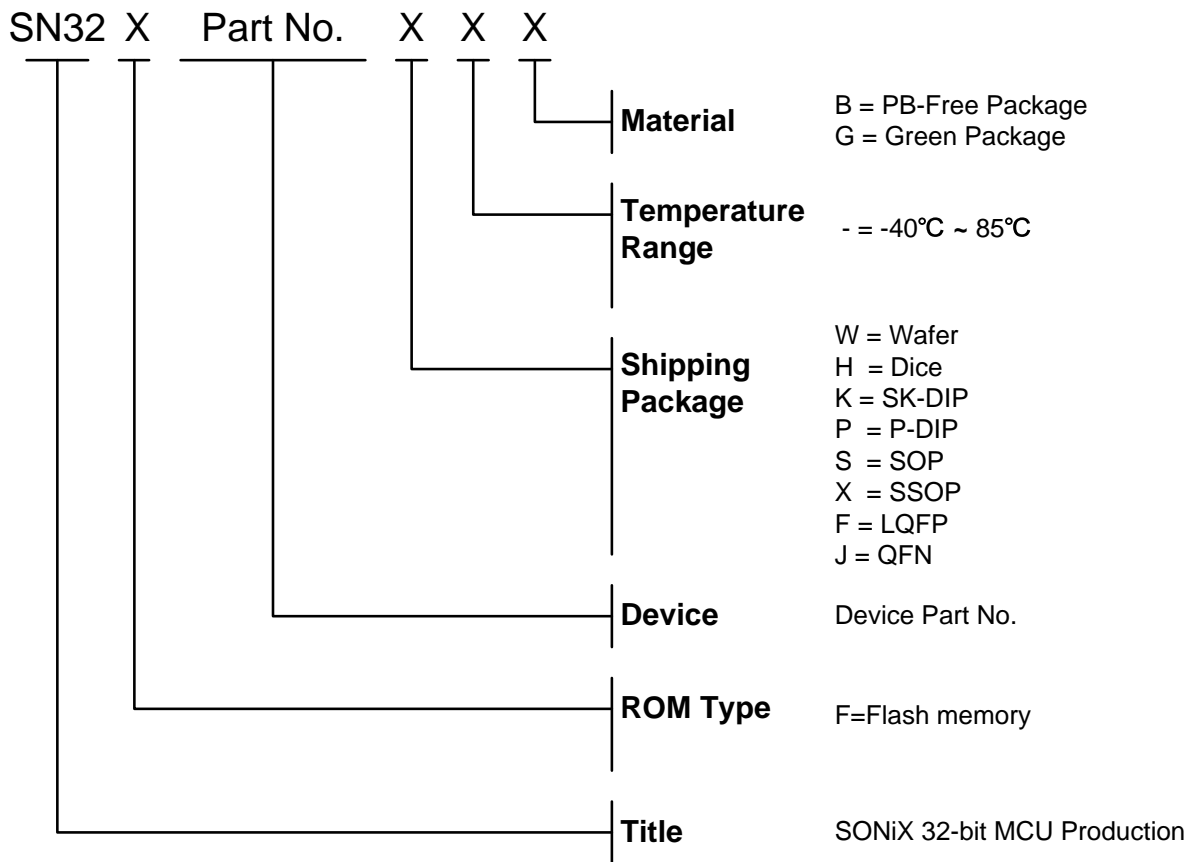 SN32 X Part No. X X X
Material
B = PB-Free Package
G = Green Package
Temperature
Range
- = -40℃ ~ 85℃
Shipping
Package
W = Wafer
H = Dice
K = SK-DIP
P = P-DIP
S = SOP
X = SSOP
F = LQFP
J = QFN
Device
Device Part No.
ROM Type
F=Flash memory
Title
SONiX 32-bit MCU Production